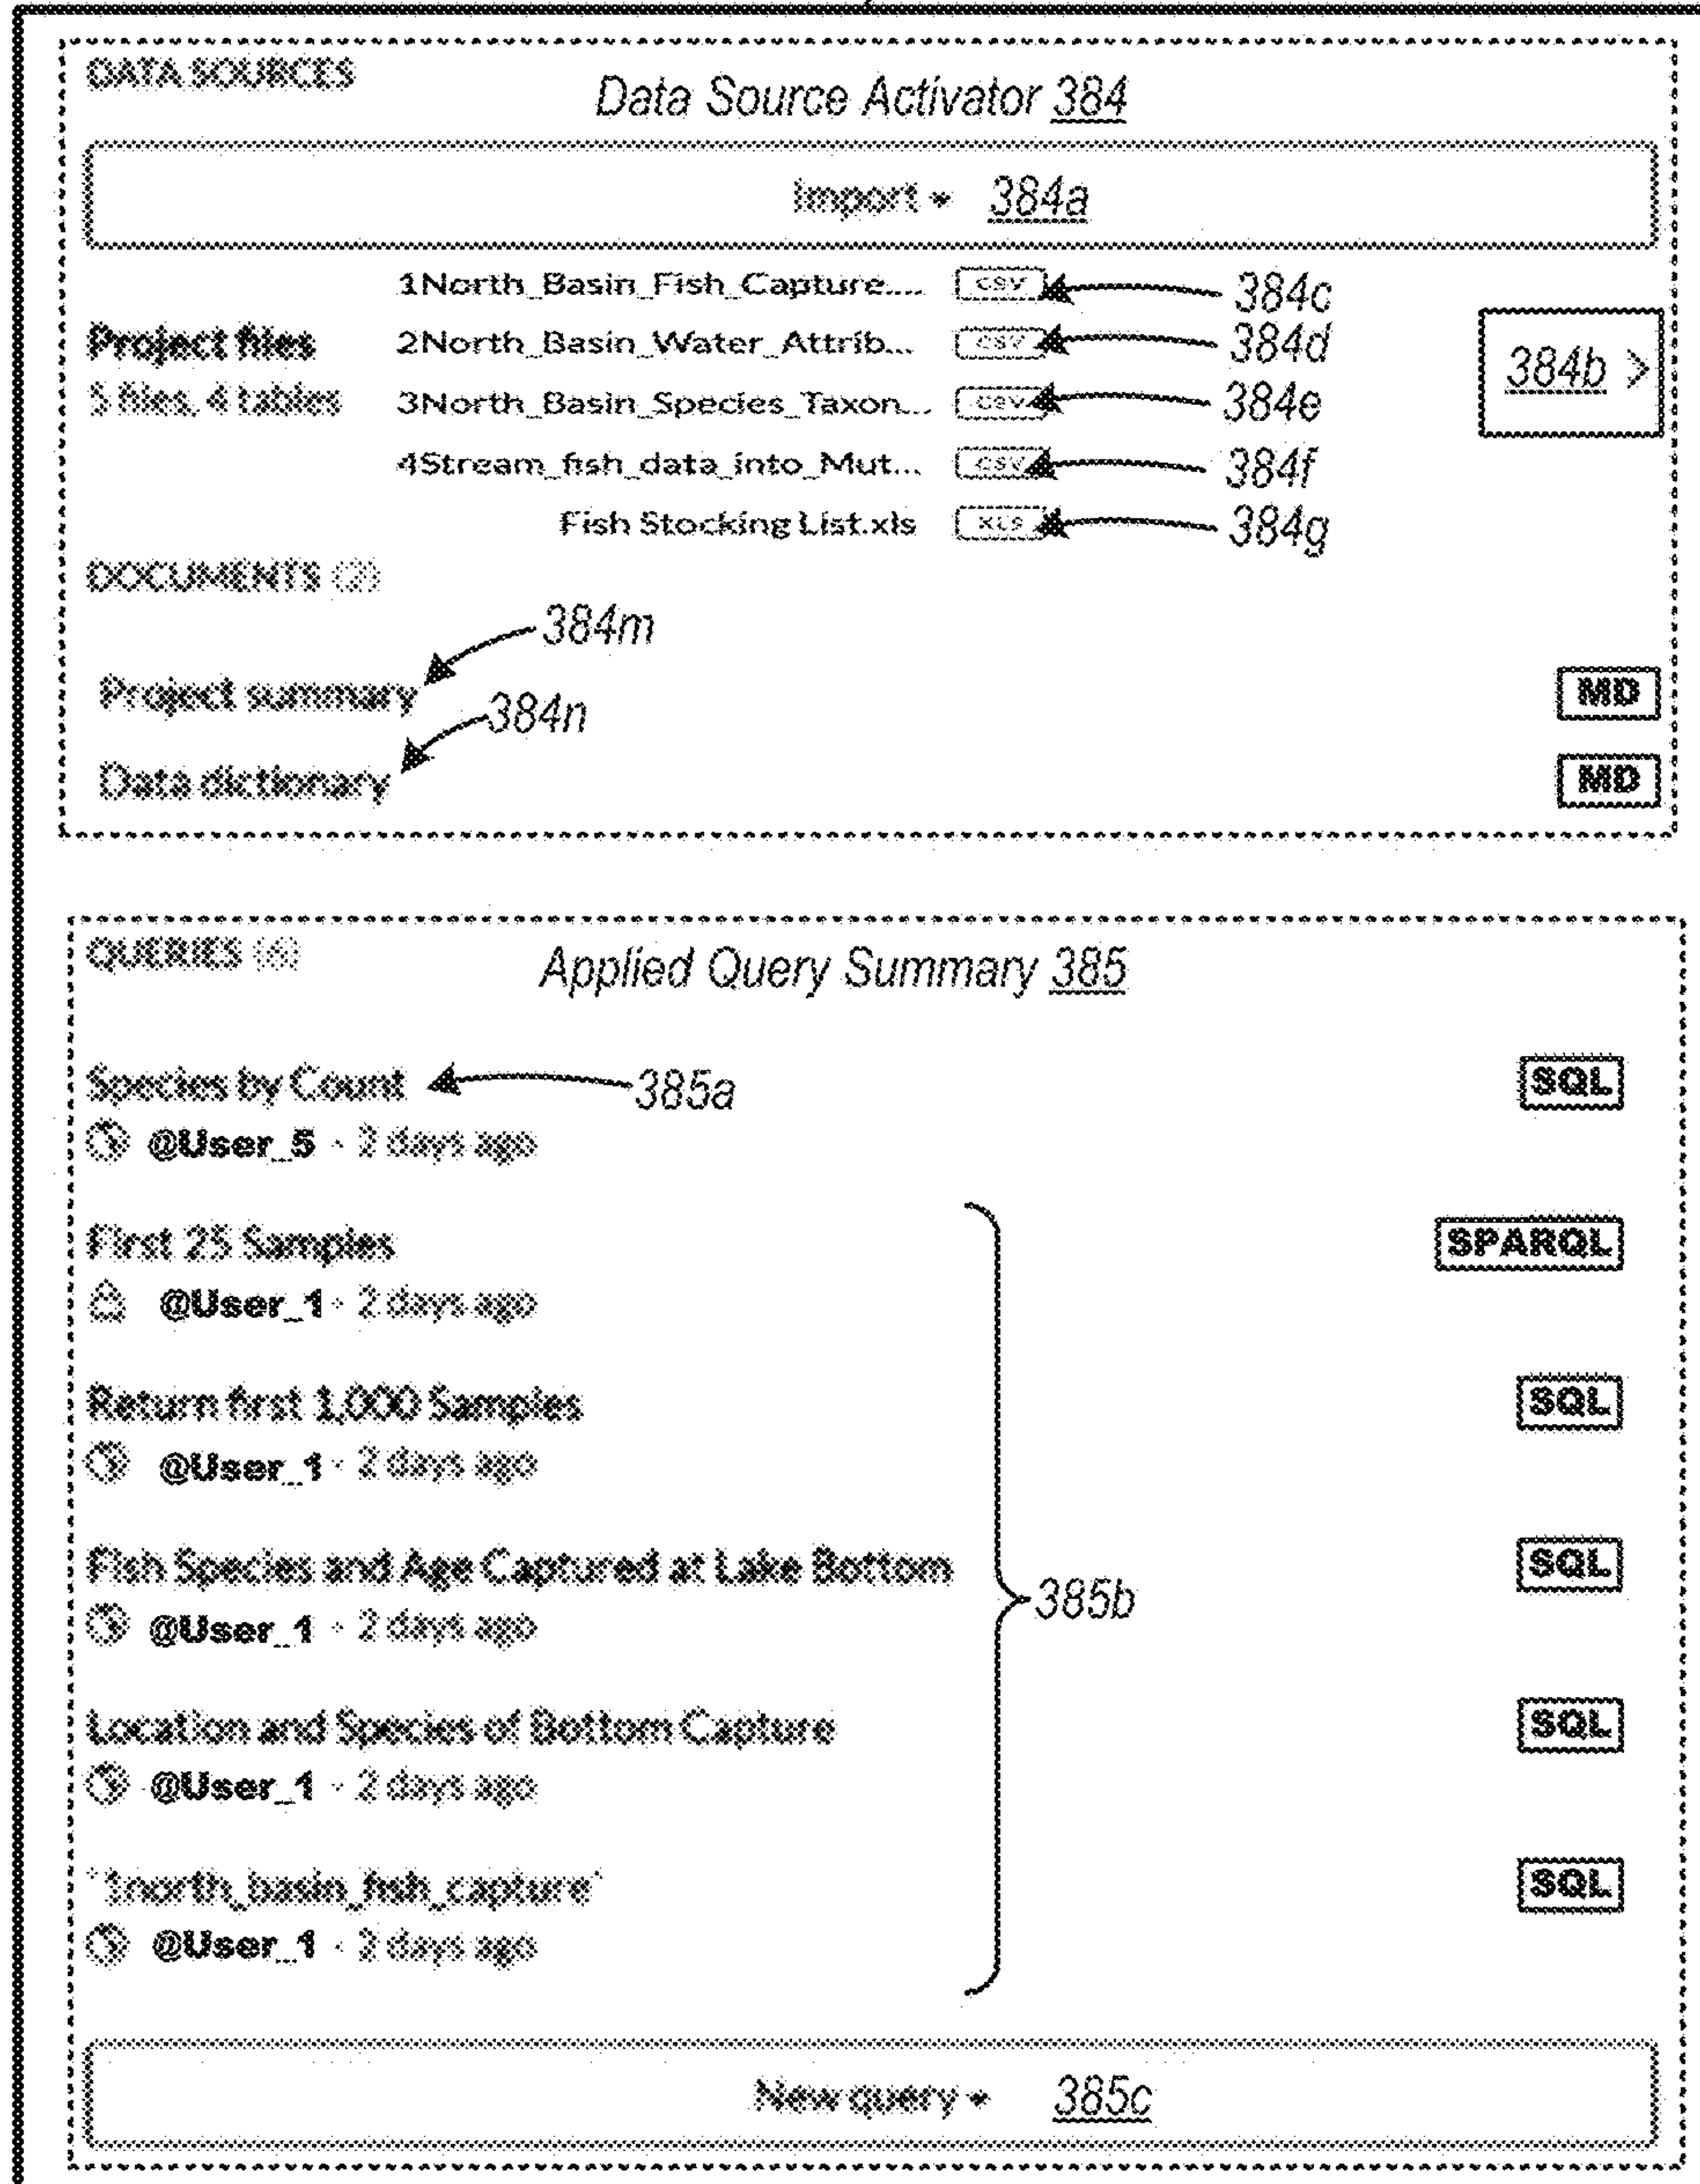 DATA SOURCES
Data Source Activator 384
Import ▾ 384a
1North_Basin_Fish_Capture.... CSV 384c
Project files 2North_Basin_Water_Attrib... CSV 384d
384b >
5 files, 4 tables 3North_Basin_Species_Taxon... CSV 384e
4Stream_fish_data_into_Mut... CSV 384f
Fish Stocking List.xls XLS 384g
DOCUMENTS (2)
384m
Project summary MD
384n
Data dictionary MD
QUERIES (6) Applied Query Summary 385
Species by Count 385a SQL
@User_5 · 2 days ago
First 25 Samples SPARQL
@User_1 · 2 days ago
Return first 1,000 Samples SQL
@User_1 · 2 days ago
Fish Species and Age Captured at Lake Bottom SQL
385b
@User_1 · 2 days ago
Location and Species of Bottom Capture SQL
@User_1 · 2 days ago
`1north_basin_fish_capture` SQL
@User_1 · 2 days ago
New query ▾ 385c